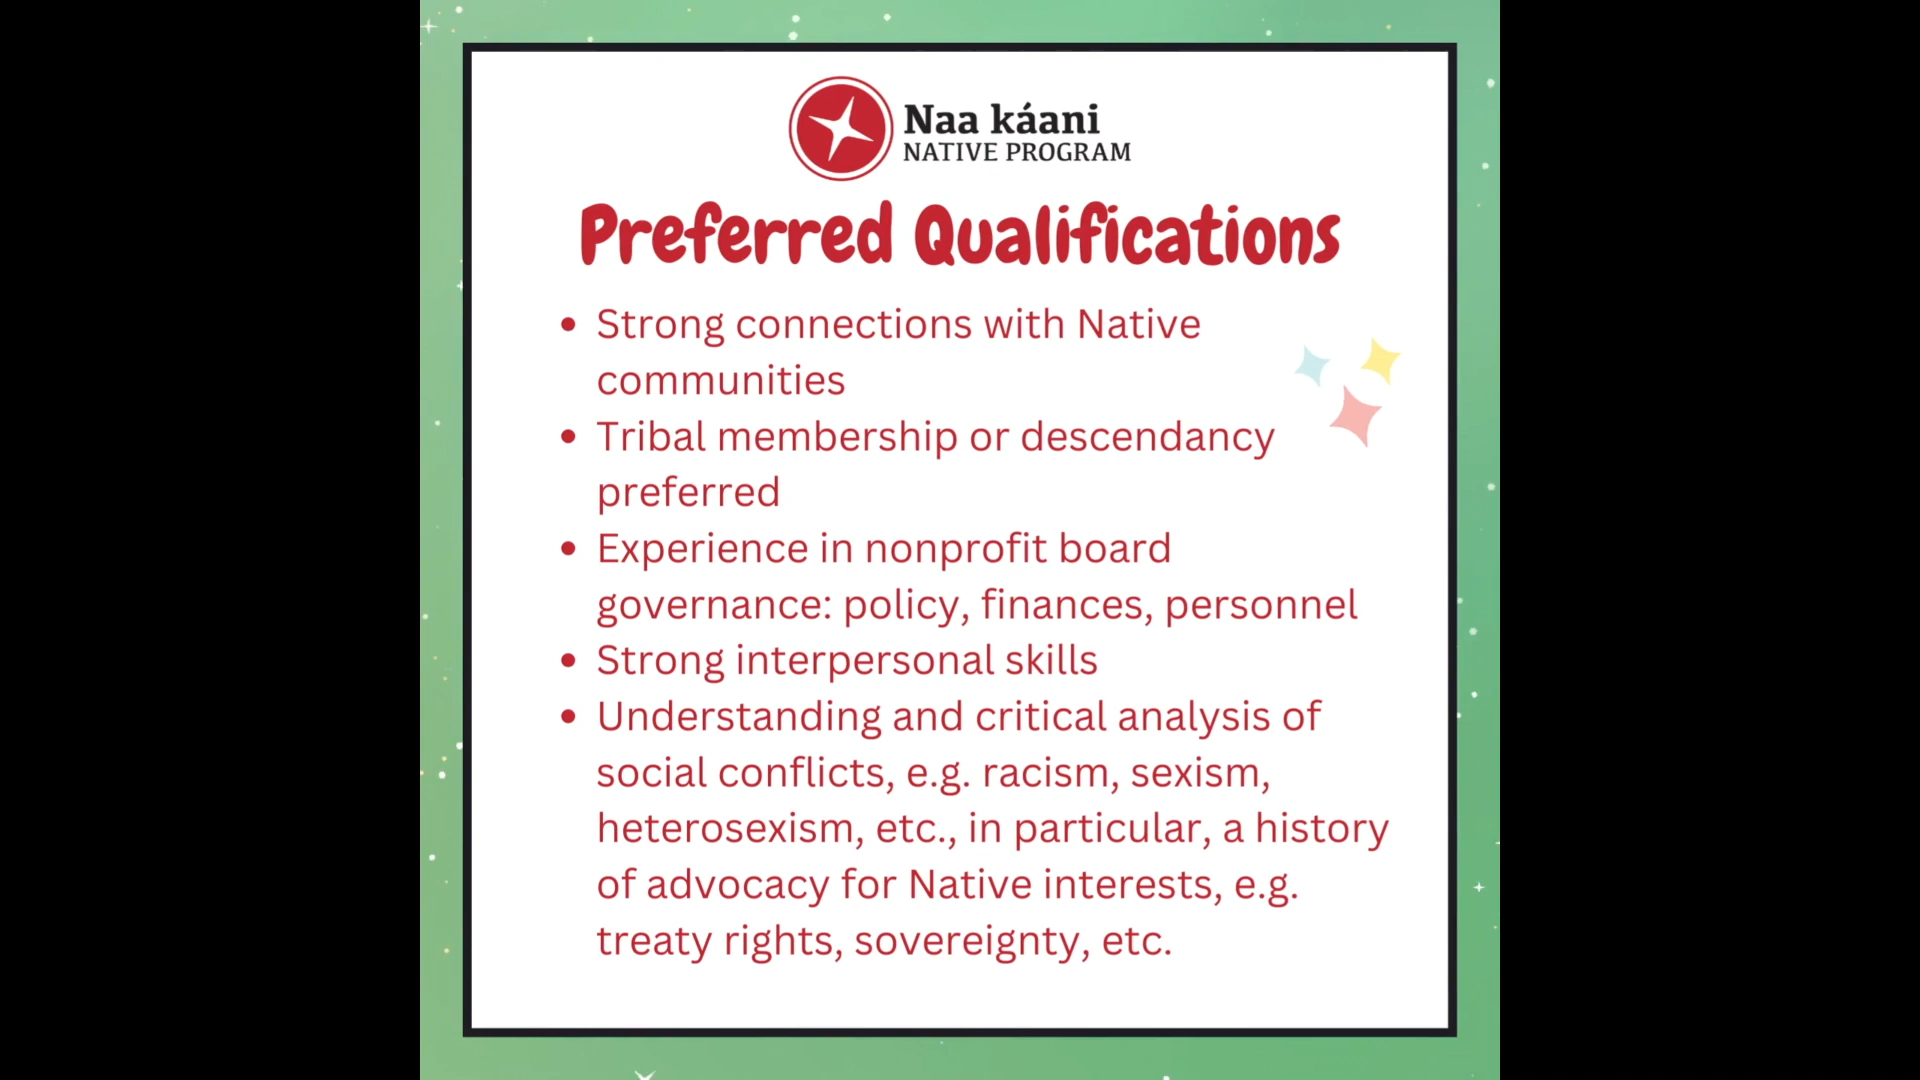 Naa káani
NATIVE PROGRAM
Preferred Qualifications
• Strong connections with Native
communities
• Tribal membership or descendancy
preferred
• Experience in nonprofit board
governance: policy, finances, personnel
• Strong interpersonal skills
• Understanding and critical analysis of
social conflicts, e.g. racism, sexism,
heterosexism, etc., in particular, a history
of advocacy for Native interests, e.g.
treaty rights, sovereignty, etc.